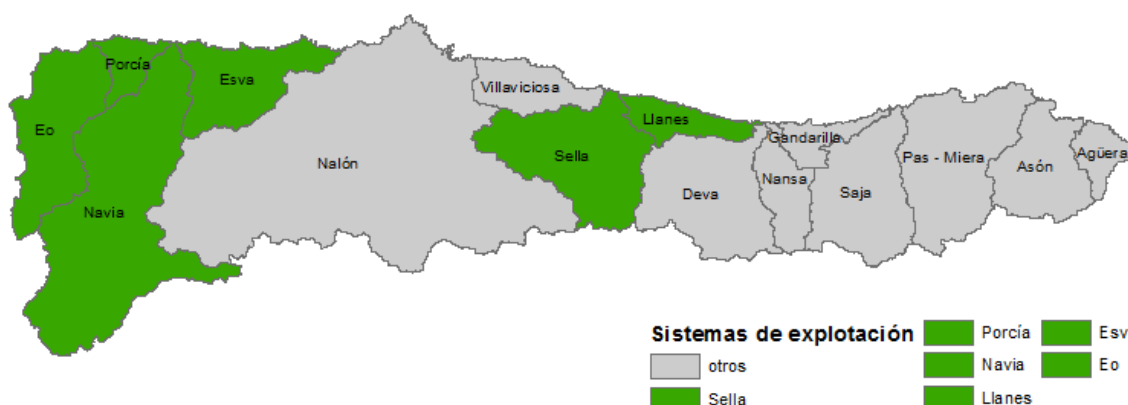 Porcía
Esva
Eo
Navia
Nalón
Villaviciosa
Sella
Llanes
Deva
Gandarilla
Nansa
Saja
Pas - Miera
Asón
Agüera
Sistemas de explotación
otros
Sella
Porcía
Navia
Llanes
Esv
Eo